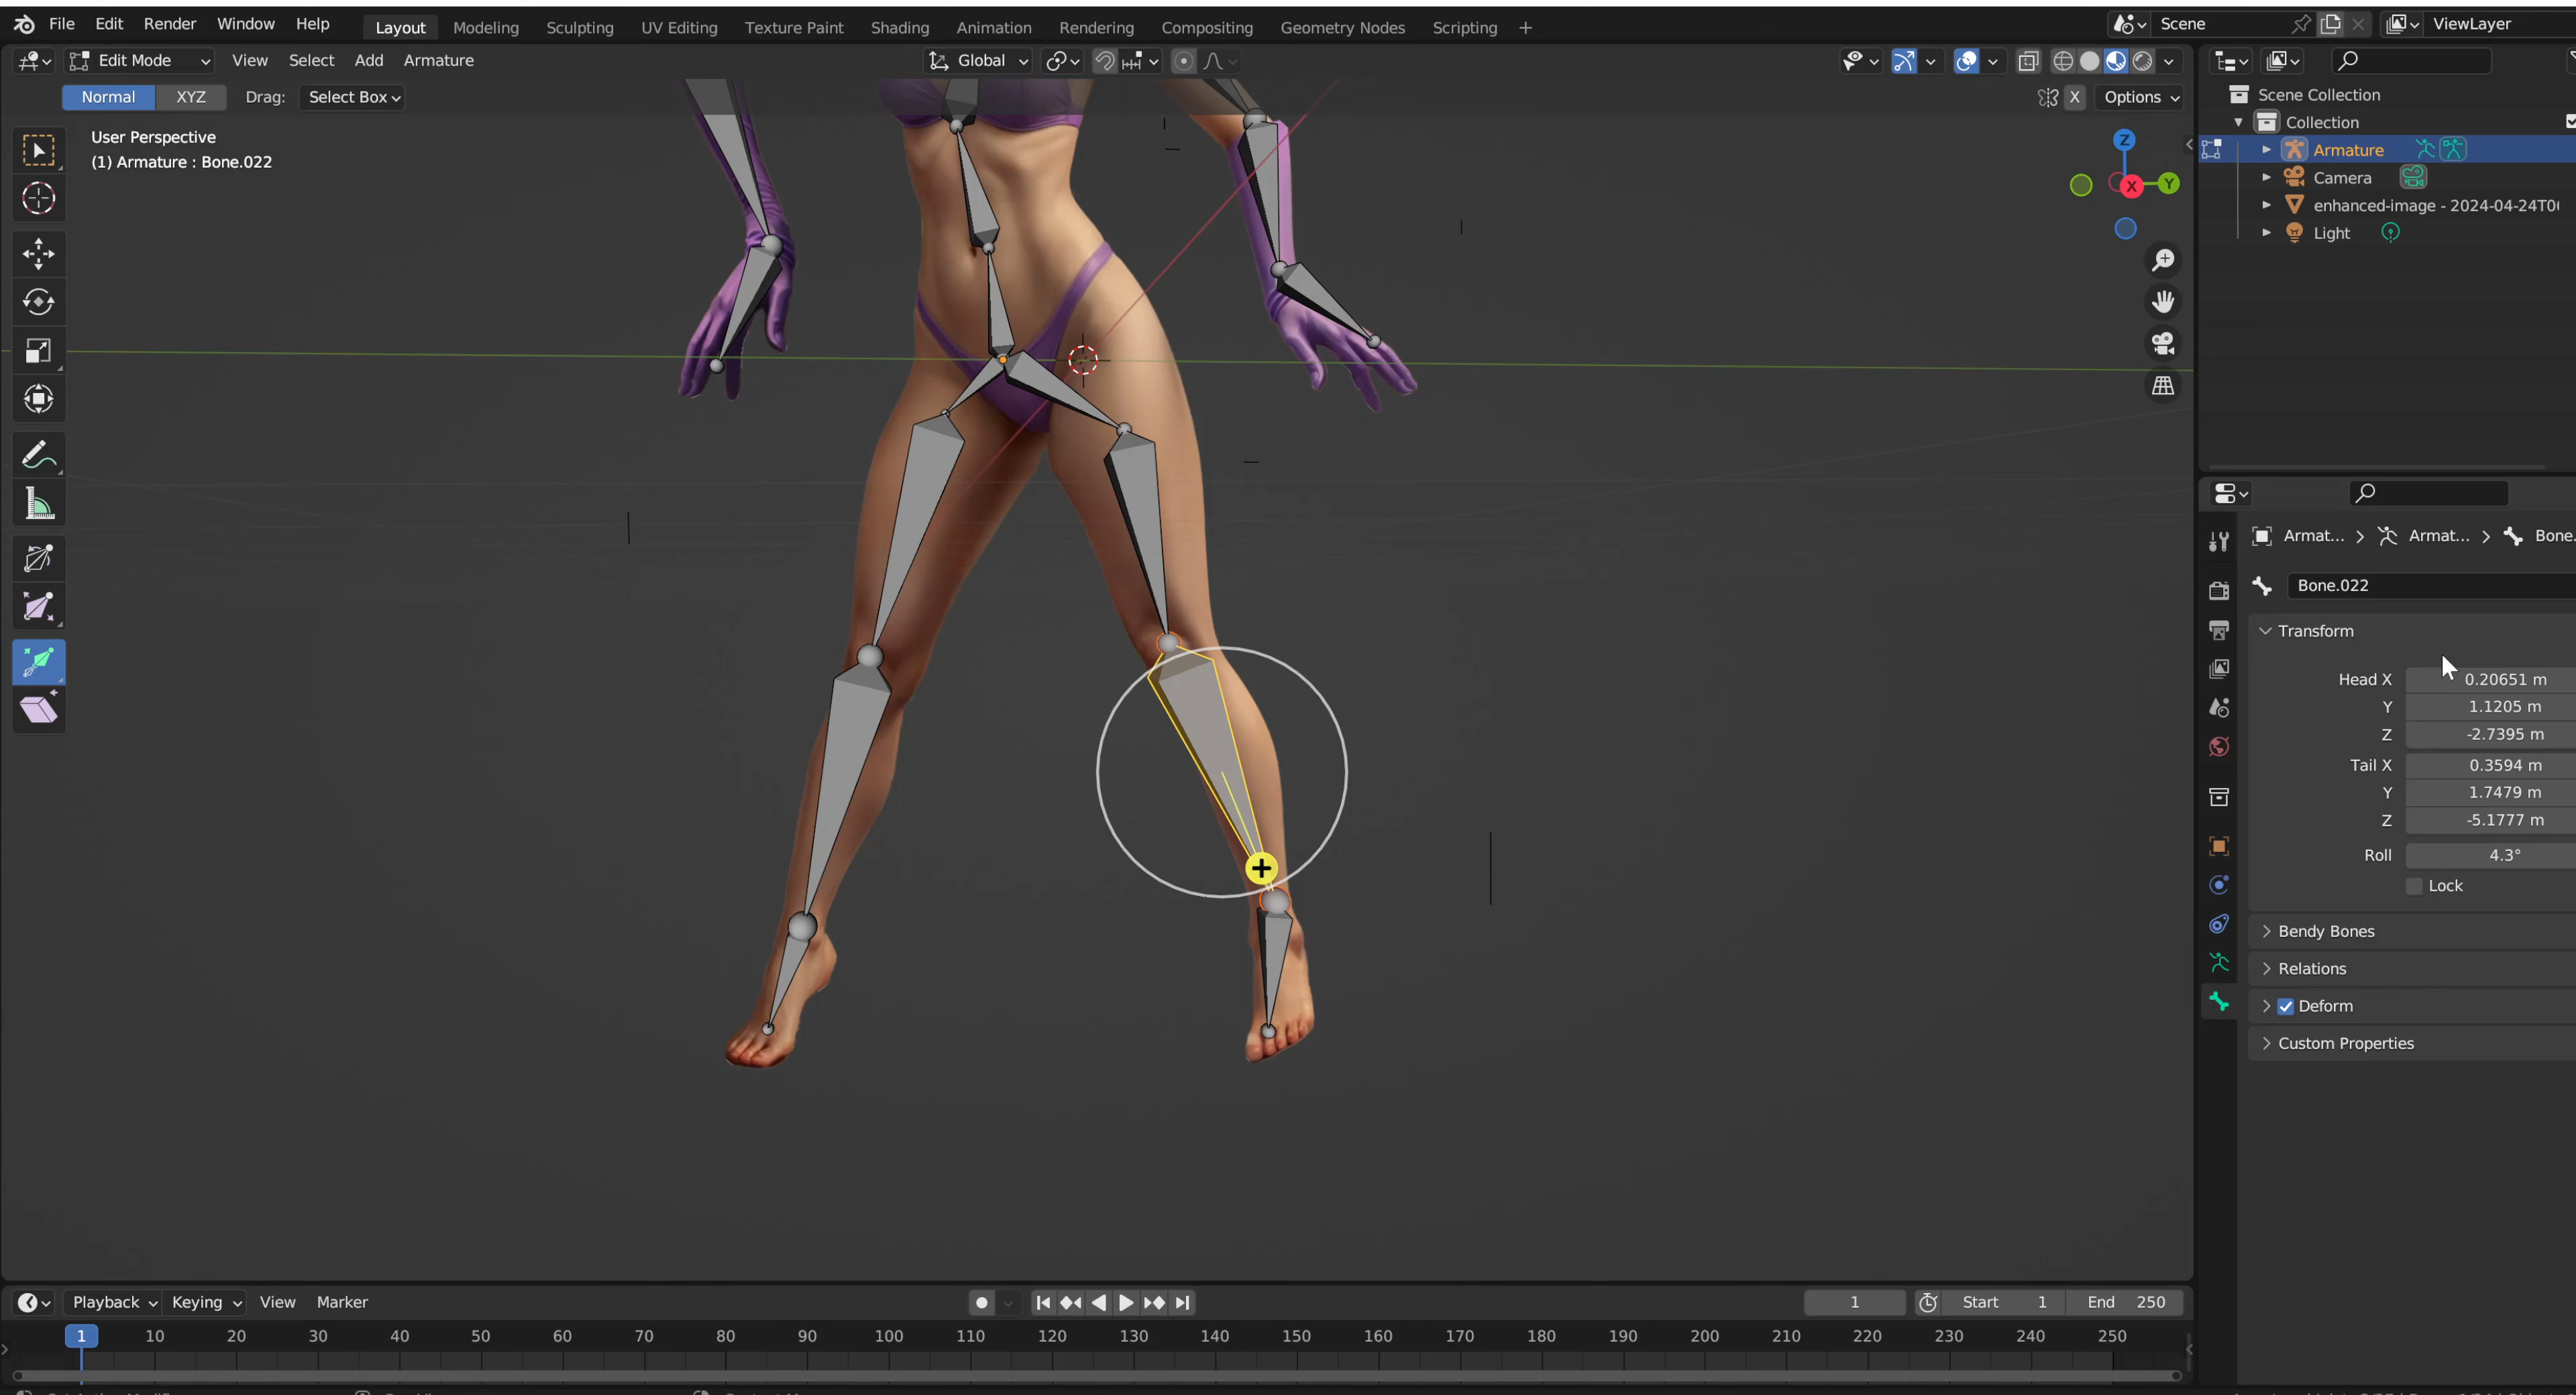 File Edit Render Window Help Layout Modeling Sculpting UV Editing Texture Paint Shading Animation Rendering Compositing Geometry Nodes Scripting + Scene ViewLayer
Edit Mode View Select Add Armature Global
Normal XYZ Drag: Select Box X Options
User Perspective
(1) Armature : Bone.022
Z
X
Y
Scene Collection
Collection
Armature
Camera
enhanced-image - 2024-04-24T0
Light
Armat... > Armat... > Bone.
Bone.022
Transform
Head X 0.20651 m
Y 1.1205 m
Z -2.7395 m
Tail X 0.3594 m
Y 1.7479 m
Z -5.1777 m
Roll 4.3°
Lock
Bendy Bones
Relations
Deform
Custom Properties
Playback Keying View Marker 1 Start 1 End 250
1 10 20 30 40 50 60 70 80 90 100 110 120 130 140 150 160 170 180 190 200 210 220 230 240 250